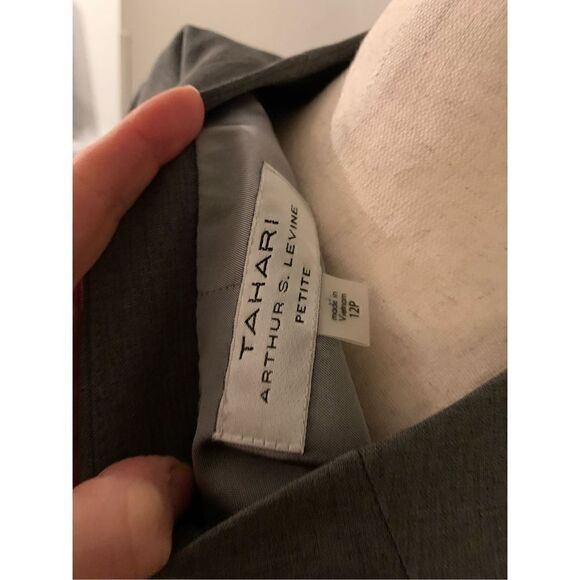 TAHARI
ARTHUR S. LEVINE
PETITE
made in
Vietnam
12P